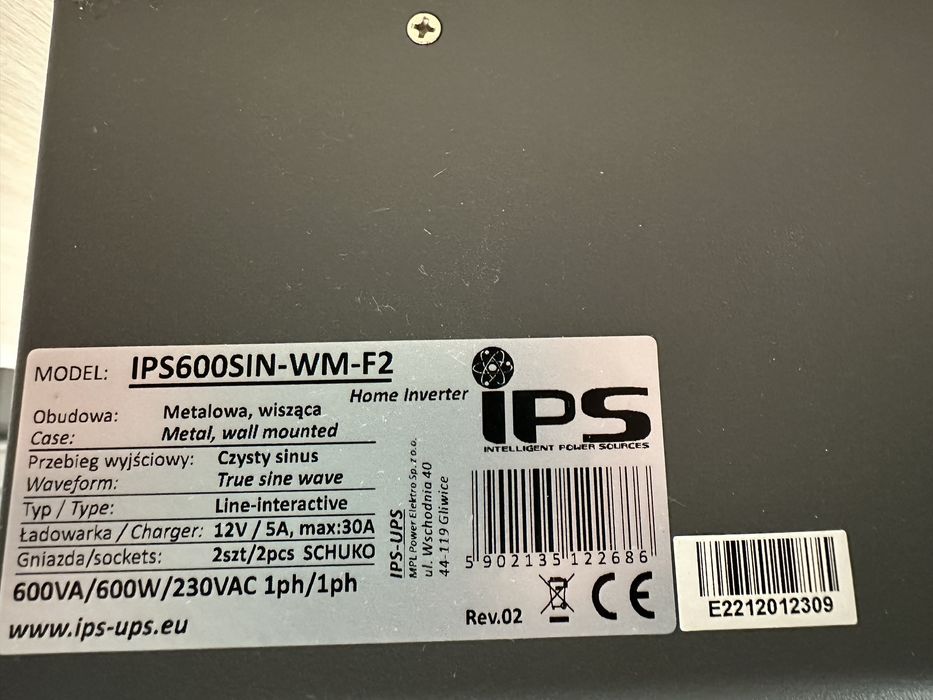 MODEL: IPS600SIN-WM-F2
Home Inverter
Obudowa: Metalowa, wisząca
Case: Metal, wall mounted
Przebieg wyjściowy: Czysty sinus
Waveform: True sine wave
Typ / Type: Line-interactive
Ładowarka / Charger: 12V / 5A, max:30A
Gniazda/sockets: 2szt/2pcs SCHUKO
600VA/600W/230VAC 1ph/1ph
www.ips-ups.eu
IPS-UPS
MPL Power Elektro Sp. z o.o.
ul. Wschodnia 40
44-119 Gliwice
iPS
INTELLIGENT POWER SOURCES
5902135122686
Rev.02
CE
E2212012309